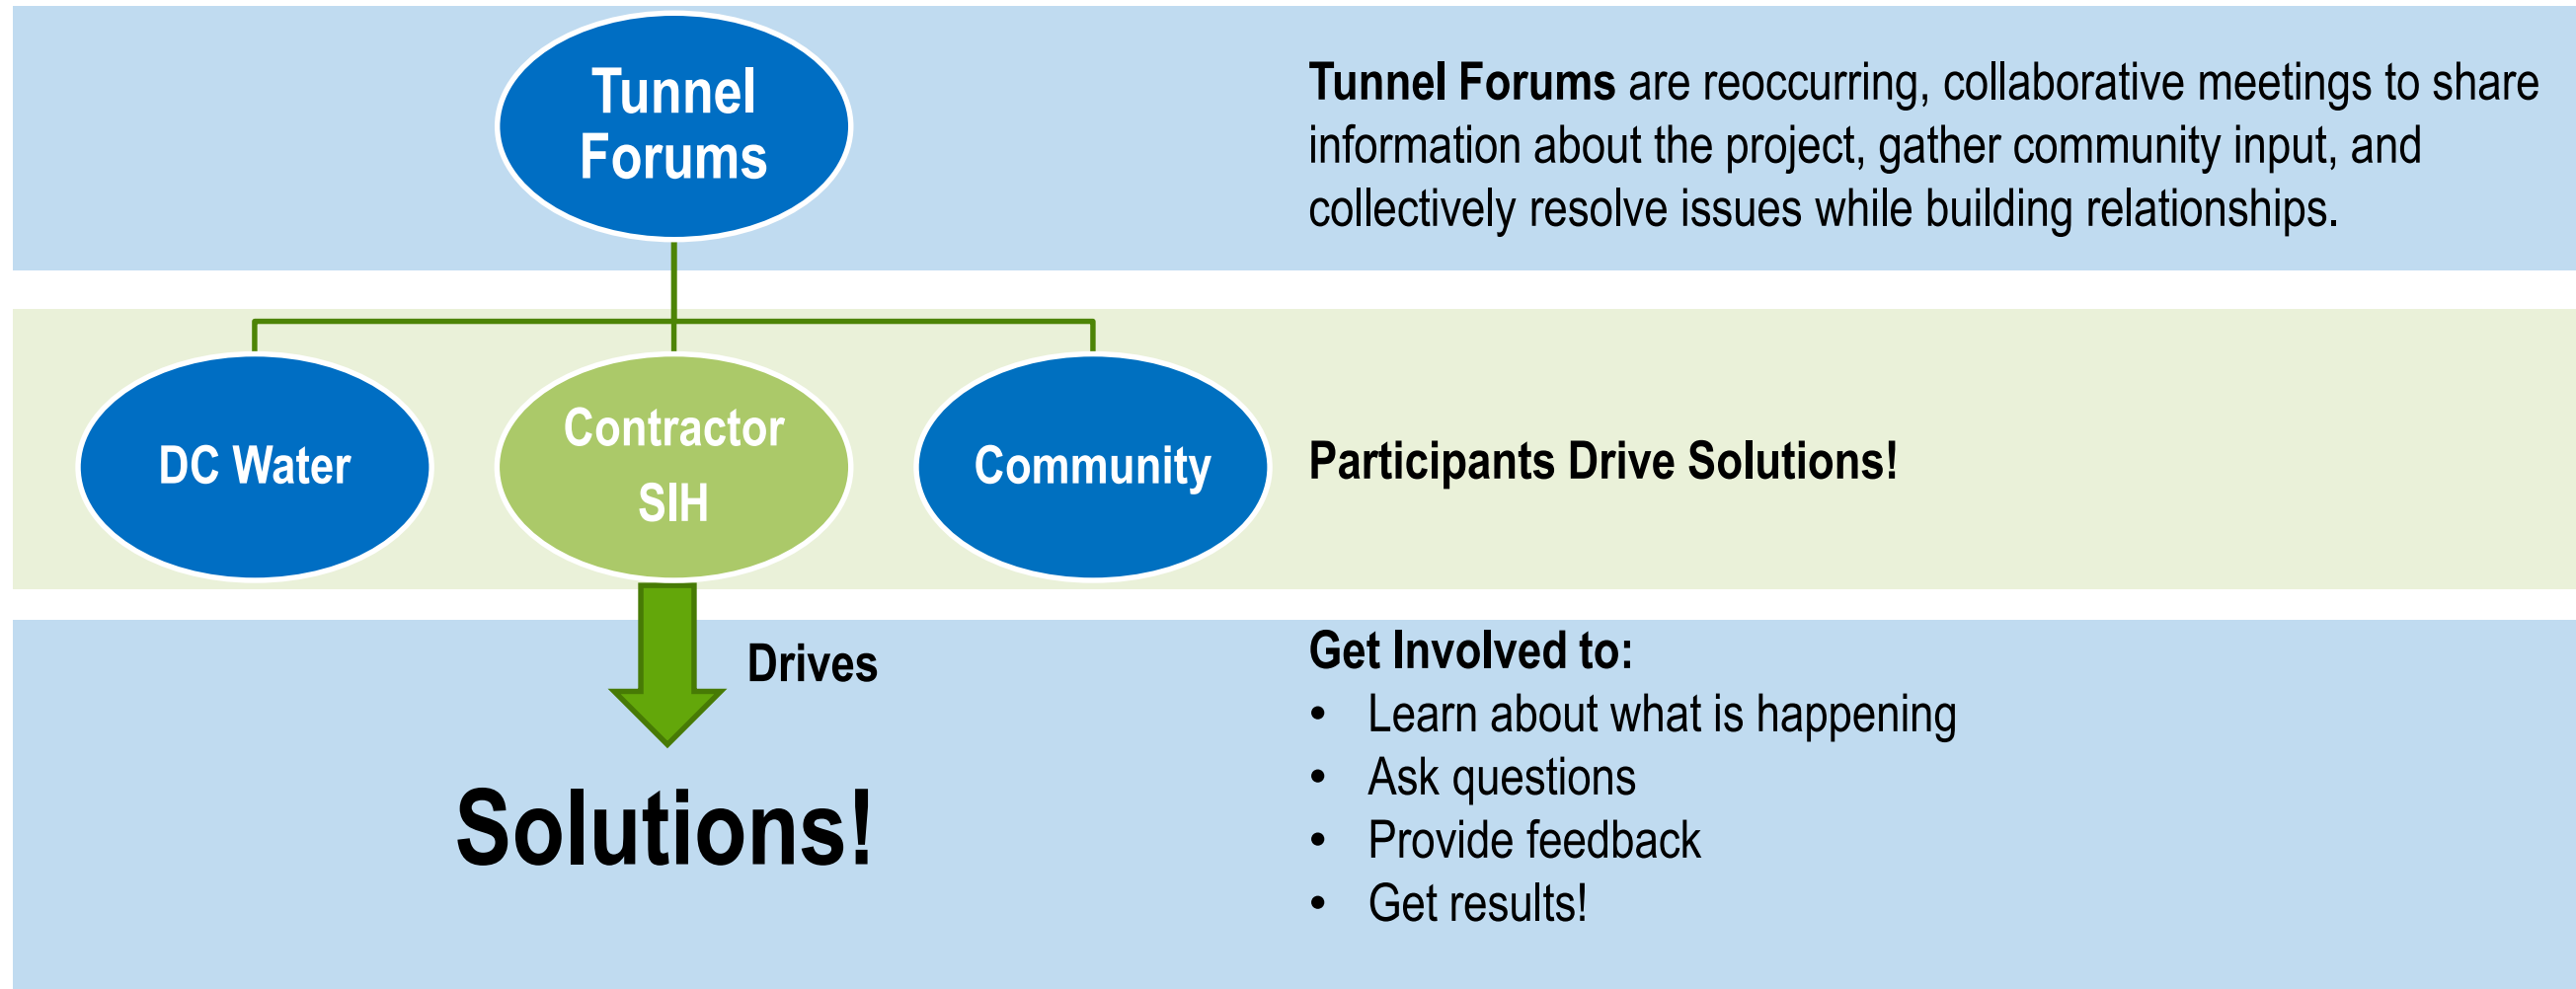 Tunnel
Forums
Tunnel Forums are reoccurring, collaborative meetings to share
information about the project, gather community input, and
collectively resolve issues while building relationships.
DC Water
Contractor
SIH
Community
Participants Drive Solutions!
Drives
Solutions!
Get Involved to:
• Learn about what is happening
• Ask questions
• Provide feedback
• Get results!